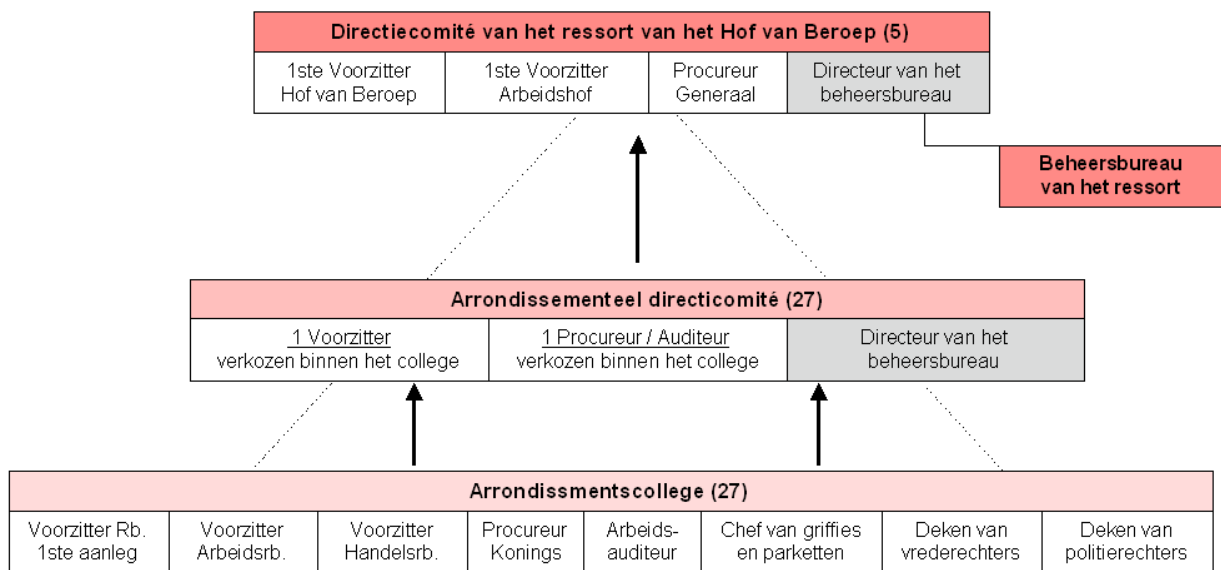 Directiecomité van het ressort van het Hof van Beroep (5)
1ste Voorzitter
Hof van Beroep
1ste Voorzitter
Arbeidshof
Procureur
Generaal
Directeur van het
beheersbureau
Beheersbureau
van het ressort
Arrondissementeel directicomité (27)
1 Voorzitter
verkozen binnen het college
1 Procureur / Auditeur
verkozen binnen het college
Directeur van het
beheersbureau
Arrondissmentscollege (27)
Voorzitter Rb.
1ste aanleg
Voorzitter
Arbeidsrb.
Voorzitter
Handelsrb.
Procureur
Konings
Arbeids-
auditeur
Chef van griffies
en parketten
Deken van
vrederechters
Deken van
politierechters